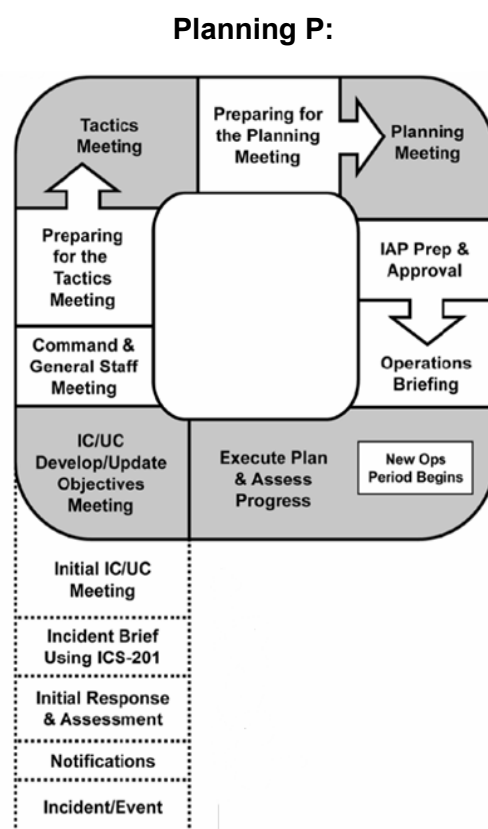 Planning P:
Tactics
Meeting
Preparing for
the Planning
Meeting
Planning
Meeting
Preparing
for the
Tactics
Meeting
IAP Prep &
Approval
Command &
General Staff
Meeting
Operations
Briefing
IC/UC
Develop/Update
Objectives
Meeting
Execute Plan
& Assess
Progress
New Ops
Period Begins
Initial IC/UC
Meeting
Incident Brief
Using ICS-201
Initial Response
& Assessment
Notifications
Incident/Event